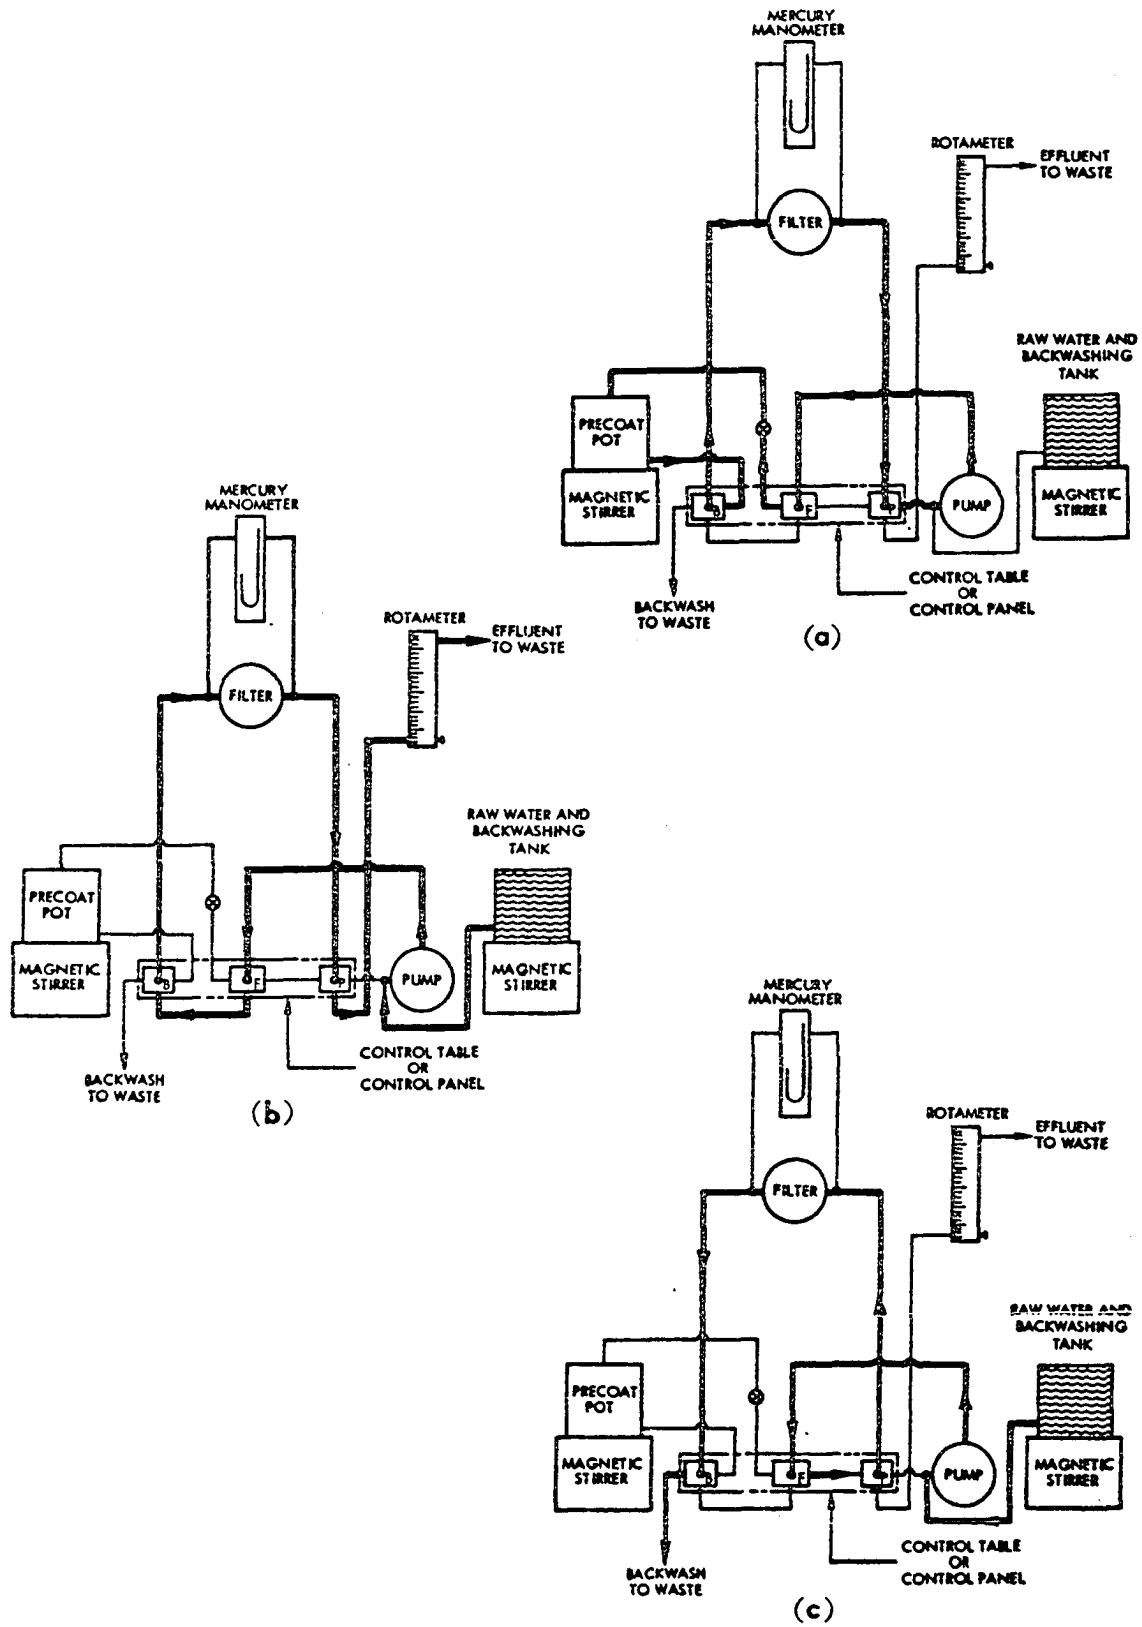 MERCURY
MANOMETER
ROTAMETER
EFFLUENT
TO WASTE
FILTER
RAW WATER AND
BACKWASHING
TANK
PRECOAT
POT
MAGNETIC
STIRRER
B
F
P
PUMP
MAGNETIC
STIRRER
BACKWASH
TO WASTE
CONTROL TABLE
OR
CONTROL PANEL
(a)
MERCURY
MANOMETER
ROTAMETER
EFFLUENT
TO WASTE
FILTER
RAW WATER AND
BACKWASHING
TANK
PRECOAT
POT
MAGNETIC
STIRRER
B
F
P
PUMP
MAGNETIC
STIRRER
BACKWASH
TO WASTE
CONTROL TABLE
OR
CONTROL PANEL
(b)
MERCURY
MANOMETER
ROTAMETER
EFFLUENT
TO WASTE
FILTER
RAW WATER AND
BACKWASHING
TANK
PRECOAT
POT
MAGNETIC
STIRRER
F
PUMP
MAGNETIC
STIRRER
BACKWASH
TO WASTE
CONTROL TABLE
OR
CONTROL PANEL
(c)